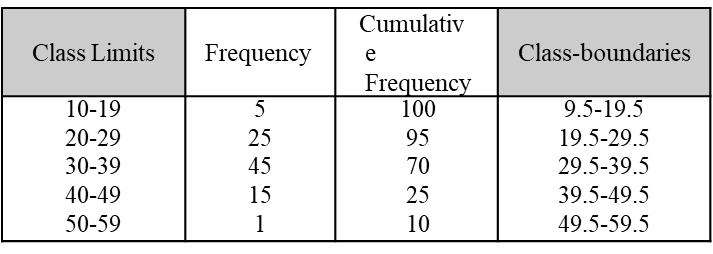 Class Limits Frequency Cumulativ e Frequency Class-boundaries
10-19 5 100 9.5-19.5
20-29 25 95 19.5-29.5
30-39 45 70 29.5-39.5
40-49 15 25 39.5-49.5
50-59 1 10 49.5-59.5